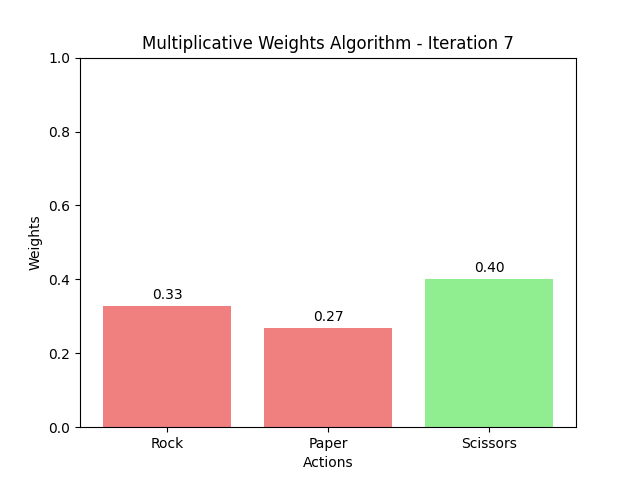 Multiplicative Weights Algorithm - Iteration 7
1.0
0.8
0.6
0.4
0.2
0.0
Weights
0.33
0.27
0.40
Rock
Paper
Scissors
Actions